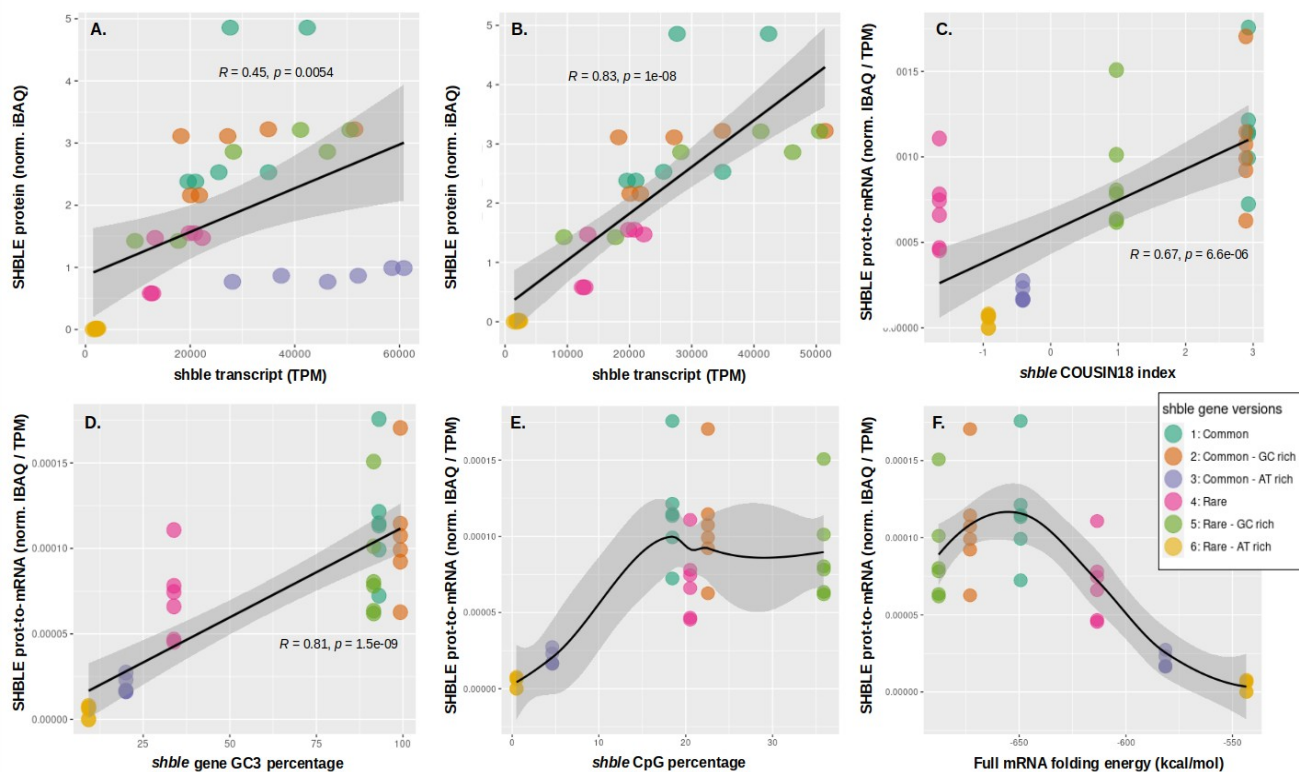 A.
R = 0.45, p = 0.0054
SHBLE protein (norm. iBAQ)
5
4
3
2
1
0
0
20000
40000
60000
shble transcript (TPM)
B.
R = 0.83, p = 1e-08
SHBLE protein (norm. iBAQ)
5
4
3
2
1
0
0
10000
20000
30000
40000
50000
shble transcript (TPM)
C.
R = 0.67, p = 6.6e-06
SHBLE prot-to-mRNA (norm. IBAQ / TPM)
0015
0010
0005
00000
-1
0
1
2
3
shble COUSIN18 index
D.
R = 0.81, p = 1.5e-09
SHBLE prot-to-mRNA (norm. IBAQ / TPM)
0.00015
0.00010
0.00005
0.00000
25
50
75
100
shble gene GC3 percentage
E.
SHBLE prot-to-mRNA (norm. IBAQ / TPM)
0.00015
0.00010
0.00005
0.00000
0
10
20
30
shble CpG percentage
F.
SHBLE prot-to-mRNA (norm. IBAQ / TPM)
0.00015
0.00010
0.00005
0.00000
-650
-600
-550
Full mRNA folding energy (kcal/mol)
shble gene versions
1: Common
2: Common - GC rich
3: Common - AT rich
4: Rare
5: Rare - GC rich
6: Rare - AT rich